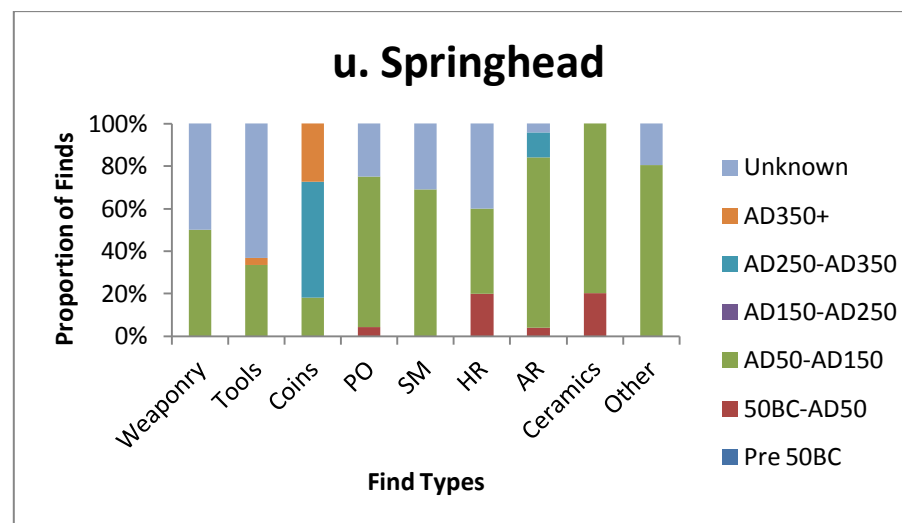 u. Springhead
Proportion of Finds
100%
80%
60%
40%
20%
0%
Weaponry
Tools
Coins
PO
SM
HR
AR
Ceramics
Other
Find Types
Unknown
AD350+
AD250-AD350
AD150-AD250
AD50-AD150
50BC-AD50
Pre 50BC